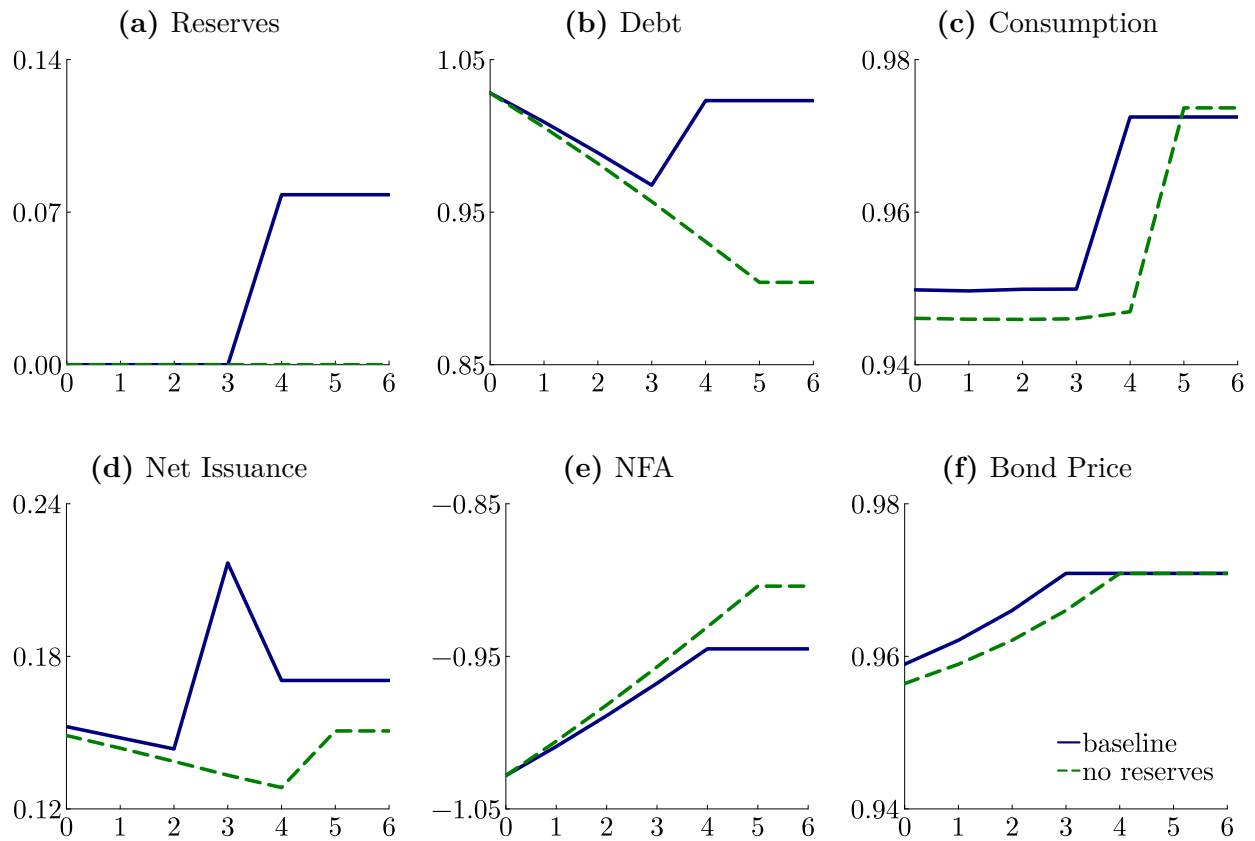 (a) Reserves
0.14
0.07
0.00
0 1 2 3 4 5 6
(b) Debt
1.05
0.95
0.85
0 1 2 3 4 5 6
(c) Consumption
0.98
0.96
0.94
0 1 2 3 4 5 6
(d) Net Issuance
0.24
0.18
0.12
0 1 2 3 4 5 6
(e) NFA
−0.85
−0.95
−1.05
0 1 2 3 4 5 6
(f) Bond Price
0.98
0.96
0.94
0 1 2 3 4 5 6
baseline
no reserves